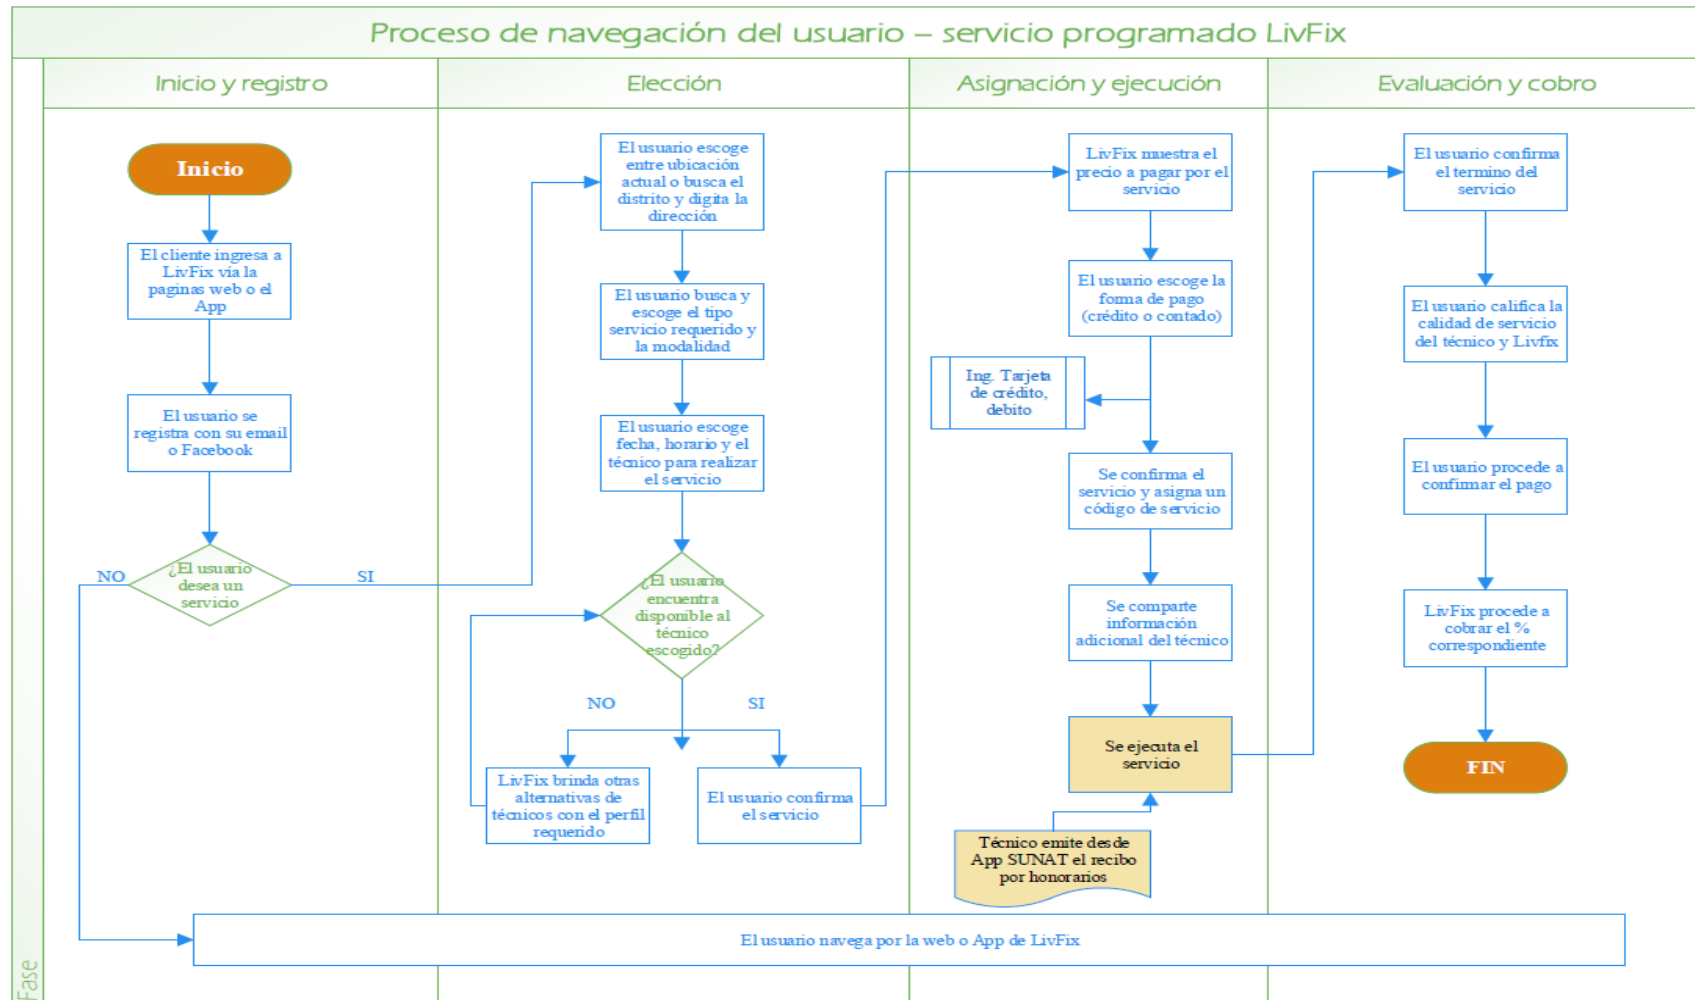 Proceso de navegación del usuario – servicio programado LivFix
Fase
Inicio y registro
Elección
Asignación y ejecución
Evaluación y cobro
Inicio
El cliente ingresa a
LivFix vía la
paginas web o el
App
El usuario se
registra con su email
o Facebook
¿El usuario
desea un
servicio
NO
SI
El usuario escoge
entre ubicación
actual o busca el
distrito y digita la
dirección
El usuario busca y
escoge el tipo
servicio requerido y
la modalidad
El usuario escoge
fecha, horario y el
técnico para realizar
el servicio
¿El usuario
encuentra
disponible al
técnico
escogido?
NO
SI
LivFix brinda otras
alternativas de
técnicos con el perfil
requerido
El usuario confirma
el servicio
LivFix muestra el
precio a pagar por el
servicio
El usuario escoge la
forma de pago
(crédito o contado)
Ing. Tarjeta
de crédito,
debito
Se confirma el
servicio y asigna un
código de servicio
Se comparte
información
adicional del técnico
Se ejecuta el
servicio
Técnico emite desde
App SUNAT el recibo
por honorarios
El usuario confirma
el termino del
servicio
El usuario califica la
calidad de servicio
del técnico y Livfix
El usuario procede a
confirmar el pago
LivFix procede a
cobrar el %
correspondiente
FIN
El usuario navega por la web o App de LivFix